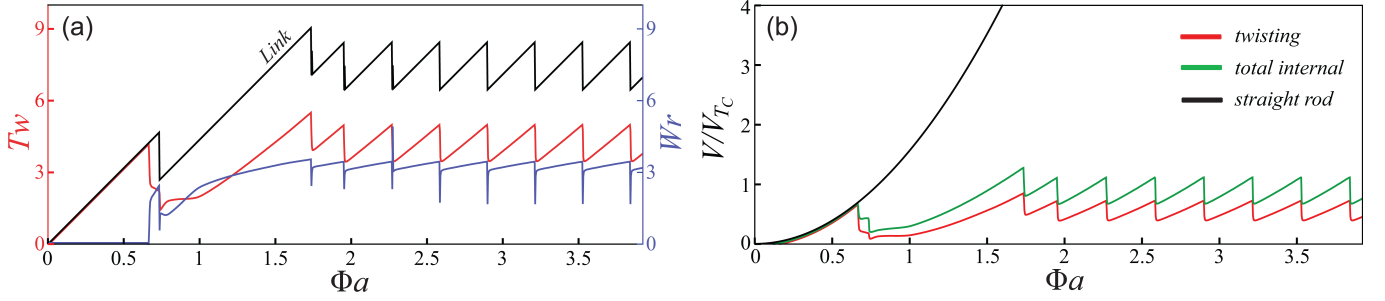 (a)
Link
Tw
9
6
3
0
Wr
9
6
3
0
0 0.5 1 1.5 2 2.5 3 3.5
Φa
(b)
twisting
total internal
straight rod
V/V_{T_C}
4
3
2
1
0
0 0.5 1 1.5 2 2.5 3 3.5
Φa